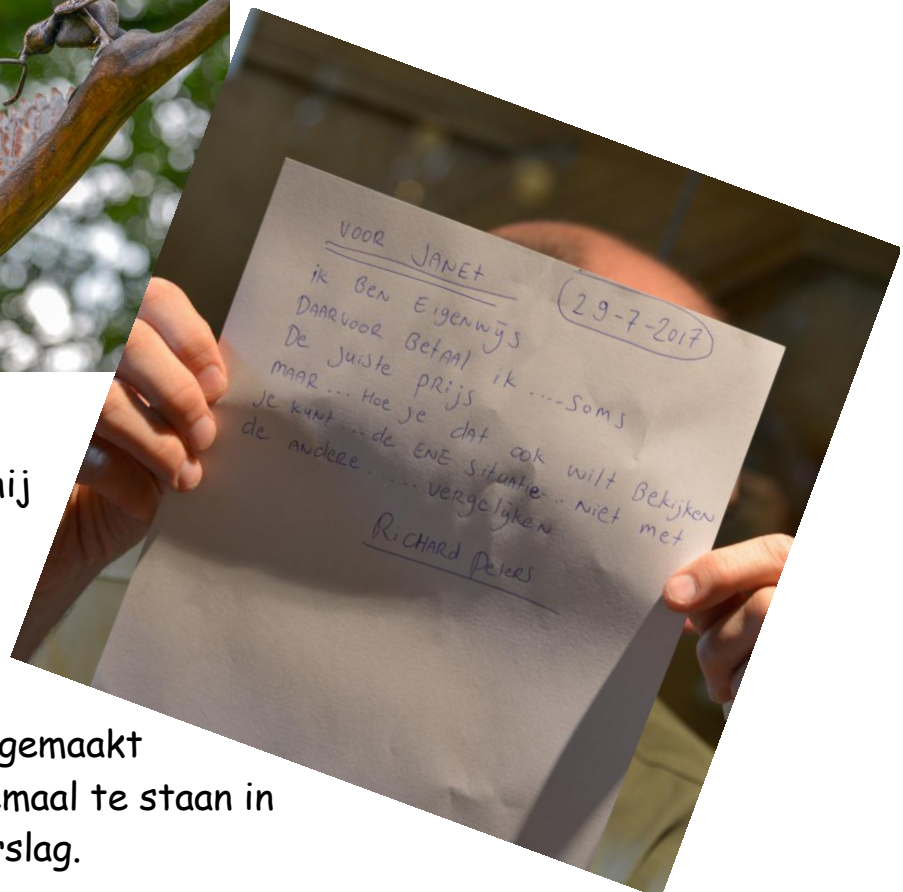 VOOR JANEt
29-7-2017
ik BEN EigENWijs
DAARVOOR BetAAl ik ....soms
De juiste PRijs
MAAR ... Hoe je dat ook wilt Bekijken
je kunt ... de ENE situatie... Niet met
de ANdere ...... vergelijken
RiCHARd Peters
ij
gemaakt
maal te staan in
rslag.